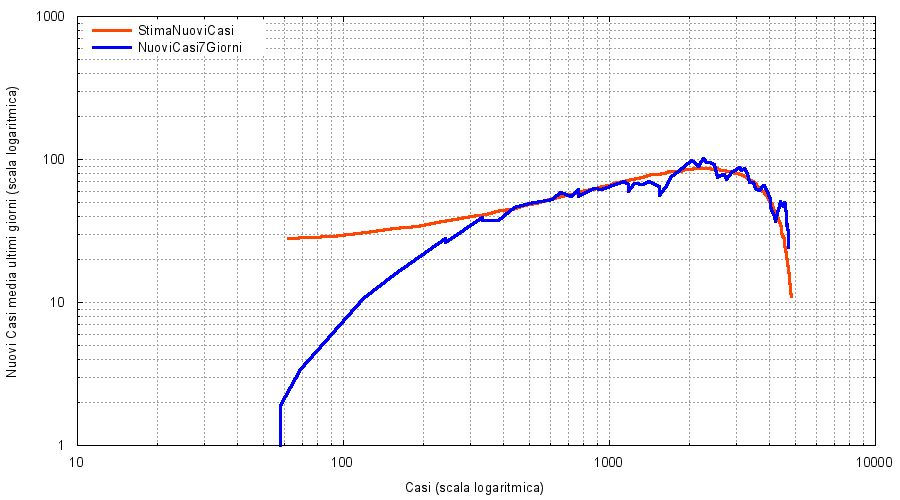 1000
StimaNuoviCasi
NuoviCasi7Giorni
100
10
1
Nuovi Casi media ultimi giorni (scala logaritmica)
10
100
1000
10000
Casi (scala logaritmica)